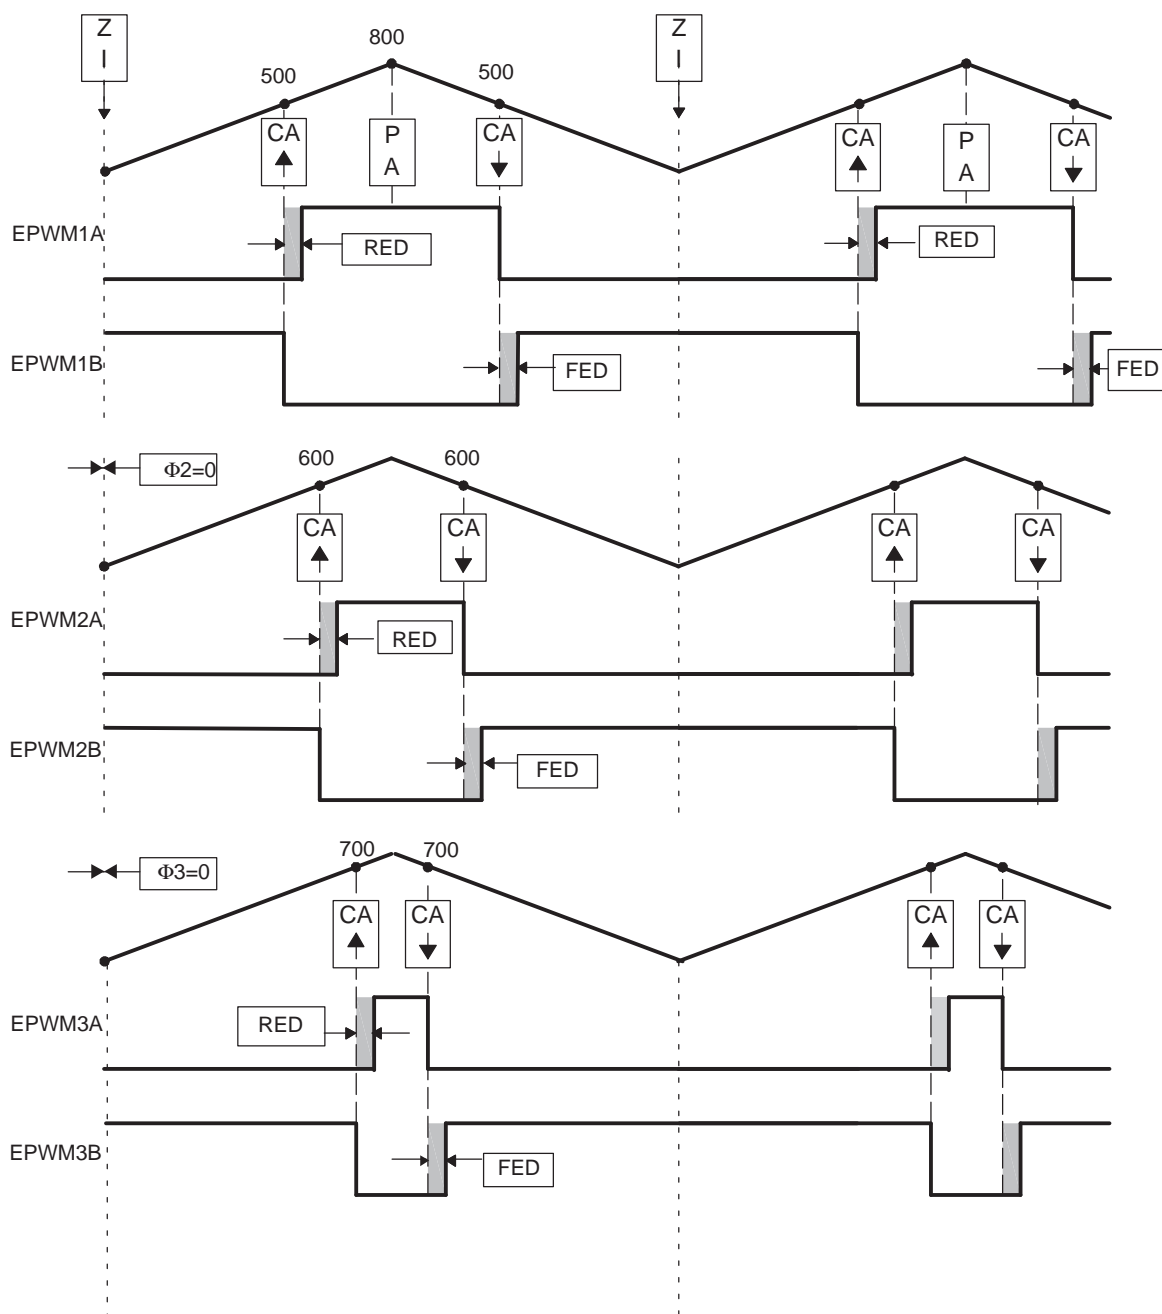 Z
I
800
500
500
Z
I
CA
P
A
CA
CA
P
A
CA
EPWM1A
RED
RED
EPWM1B
FED
FED
Φ2=0
600
600
CA
CA
CA
CA
EPWM2A
RED
EPWM2B
FED
Φ3=0
700
700
CA
CA
CA
CA
EPWM3A
RED
EPWM3B
FED